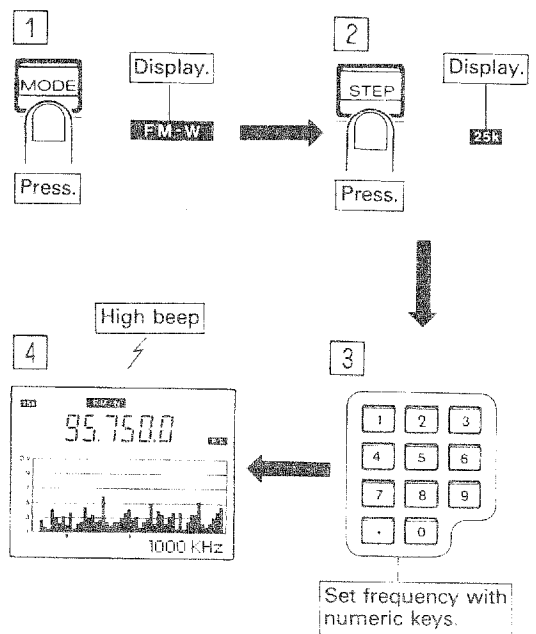 1
MODE
Display.
FM-W
Press.
2
STEP
Display.
25k
Press.
3
1 2 3
4 5 6
7 8 9
. 0
Set frequency with
numeric keys.
4
High beep
FM-W
95.750.0
1000 KHz